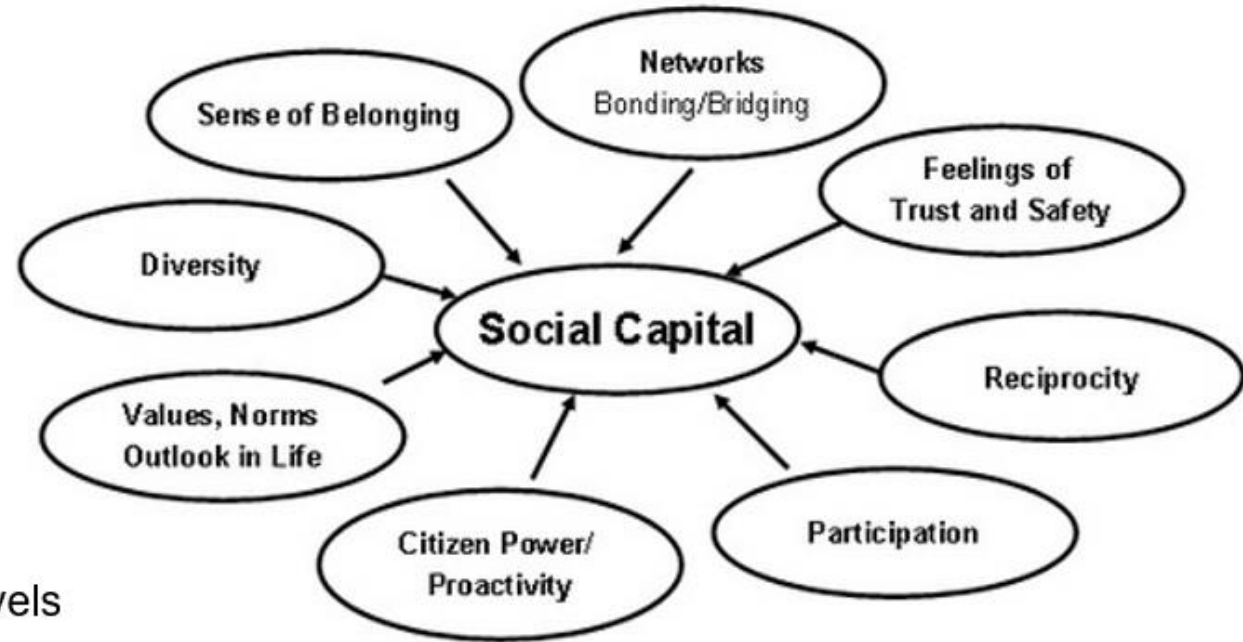 Networks
Bonding/Bridging
Sense of Belonging
Feelings of
Trust and Safety
Diversity
Social Capital
Reciprocity
Values, Norms
Outlook in Life
Participation
Citizen Power/
Proactivity